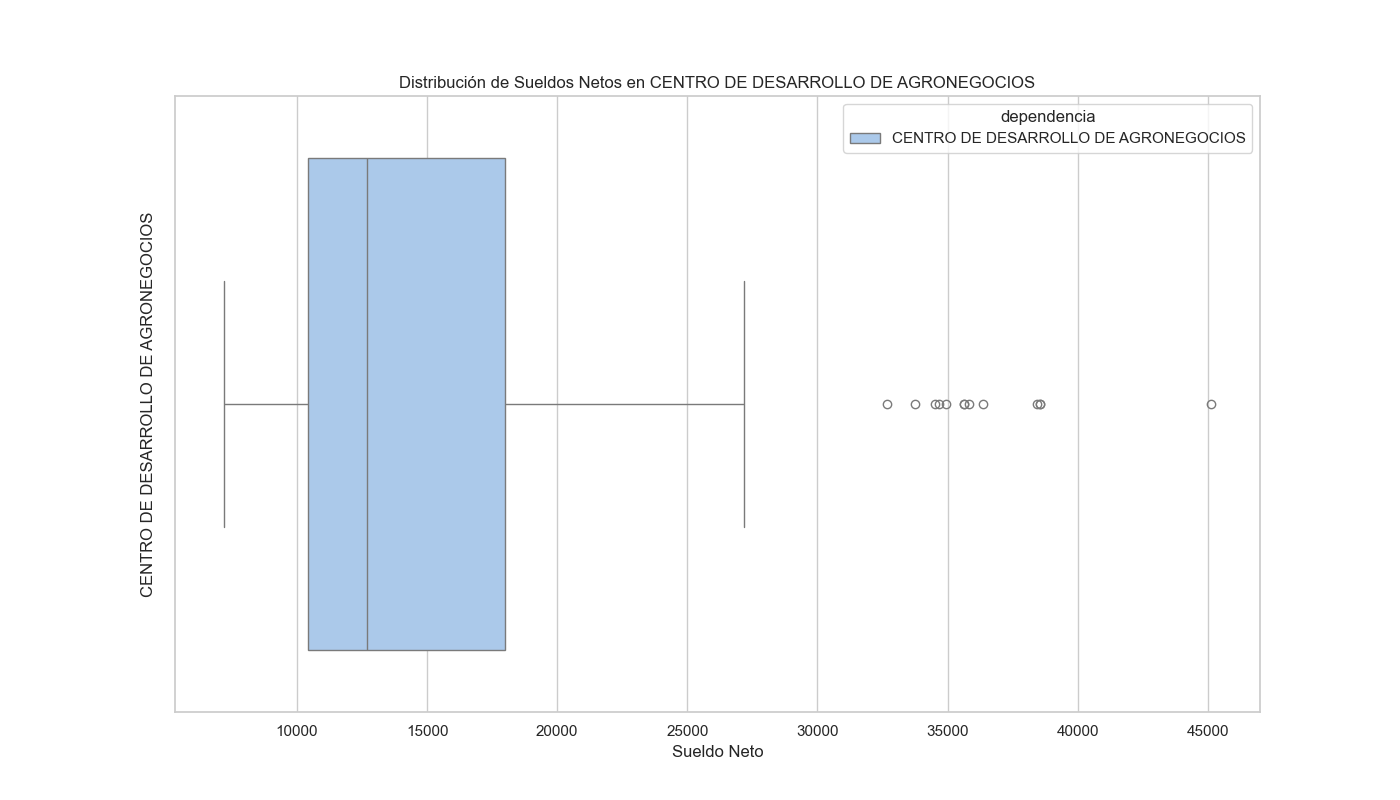 Distribución de Sueldos Netos en CENTRO DE DESARROLLO DE AGRONEGOCIOS
dependencia
CENTRO DE DESARROLLO DE AGRONEGOCIOS
CENTRO DE DESARROLLO DE AGRONEGOCIOS
10000 15000 20000 25000 30000 35000 40000 45000
Sueldo Neto